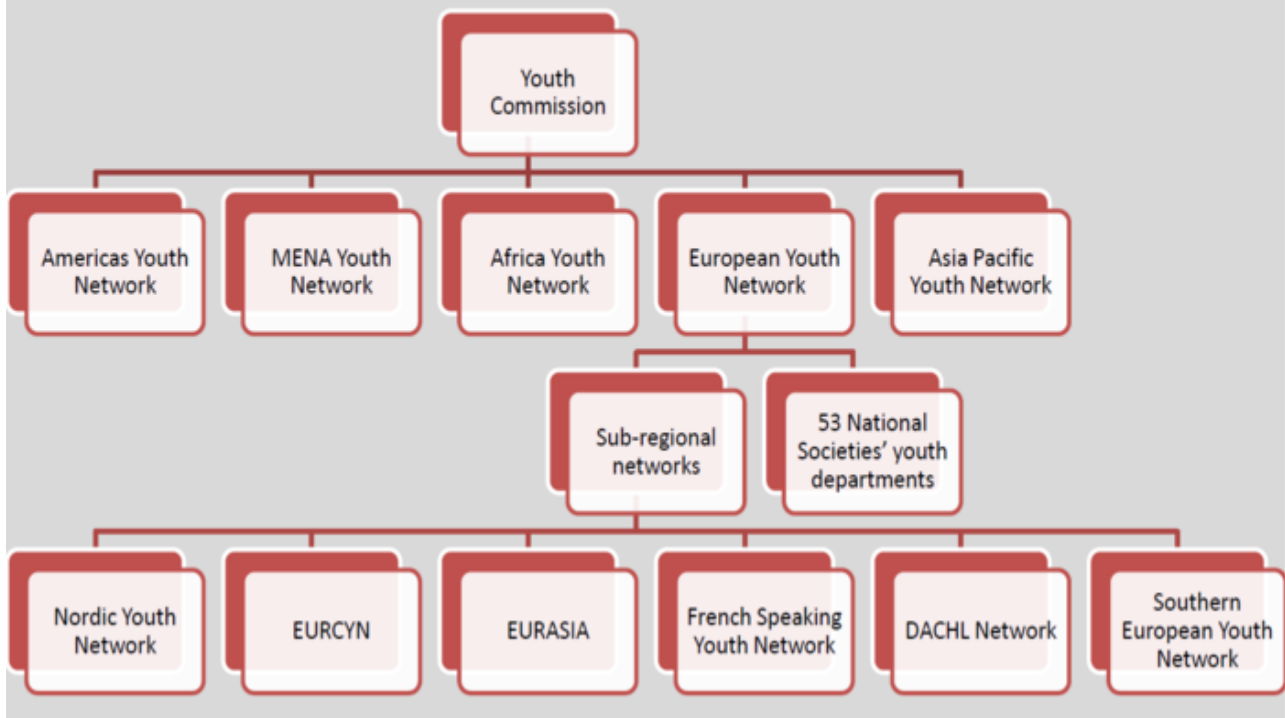 Youth
Commission
Americas Youth
Network
MENA Youth
Network
Africa Youth
Network
European Youth
Network
Asia Pacific
Youth Network
Sub-regional
networks
53 National
Societies’ youth
departments
Nordic Youth
Network
EURCYN
EURASIA
French Speaking
Youth Network
DACHL Network
Southern
European Youth
Network